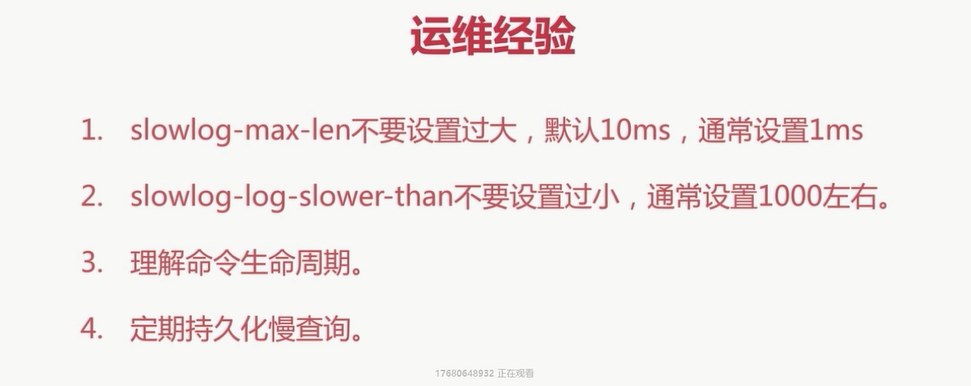 运维经验
1. slowlog-max-len不要设置过大，默认10ms，通常设置1ms
2. slowlog-log-slower-than不要设置过小，通常设置1000左右。
3. 理解命令生命周期。
4. 定期持久化慢查询。
17680648932 正在观看